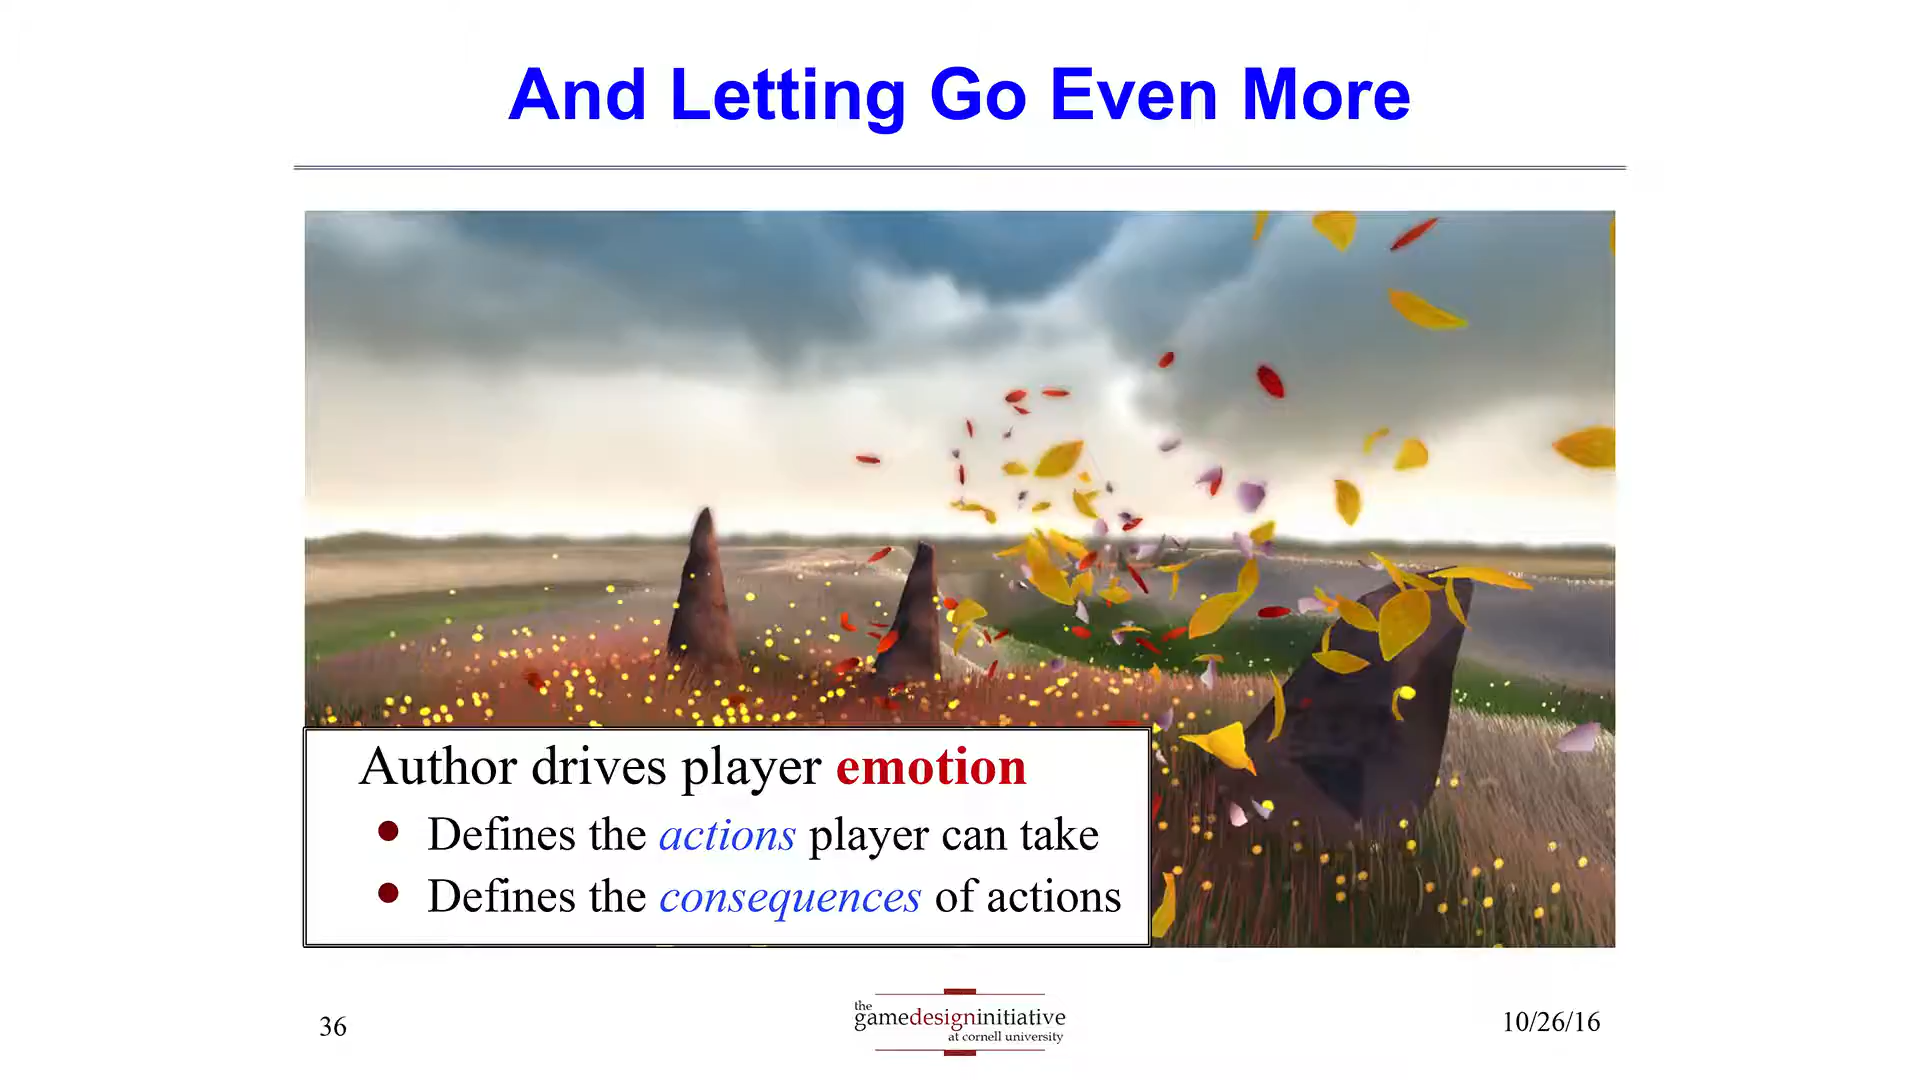 And Letting Go Even More
Author drives player emotion
• Defines the actions player can take
• Defines the consequences of actions
36
the
gamedesigninitiative
at cornell university
10/26/16